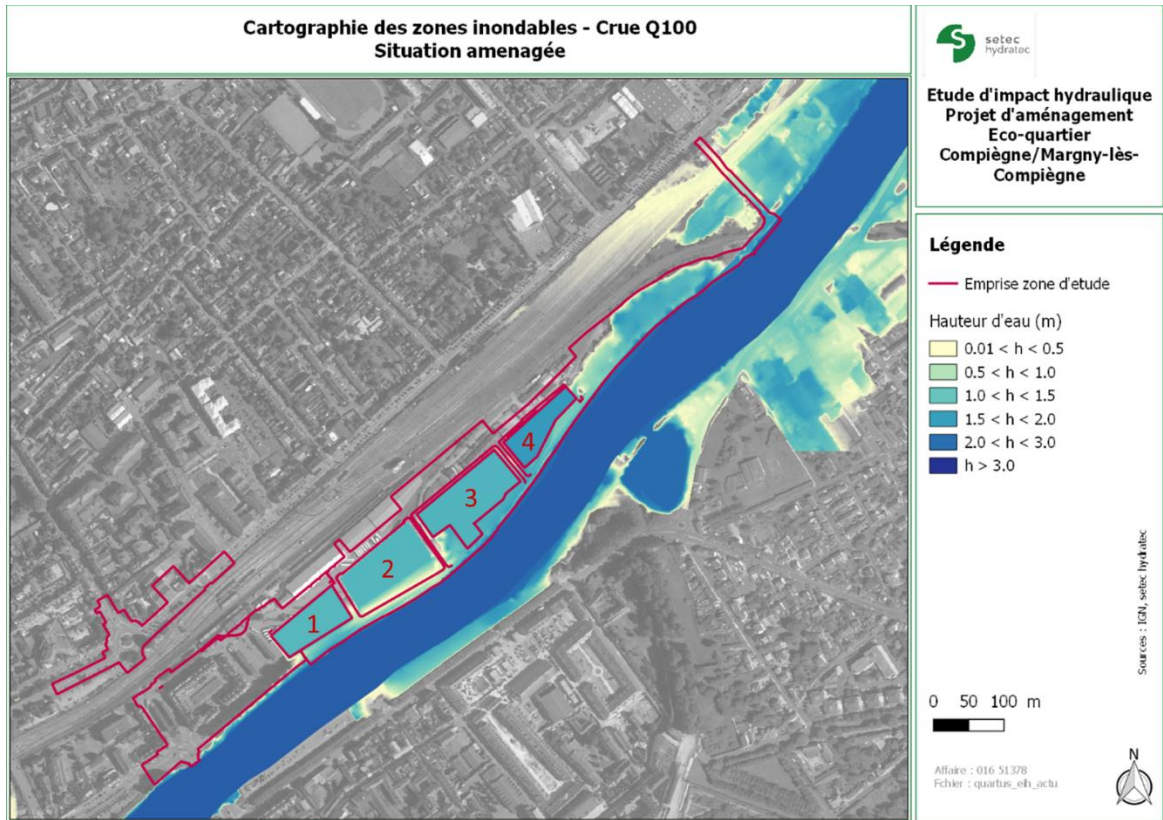 Cartographie des zones inondables - Crue Q100
Situation amenagée
S
setec
hydratec
Etude d'impact hydraulique
Projet d'aménagement
Eco-quartier
Compiègne/Margny-lès-
Compiègne
1
2
3
4
Légende
Emprise zone d'etude
Hauteur d'eau (m)
0.01 < h < 0.5
0.5 < h < 1.0
1.0 < h < 1.5
1.5 < h < 2.0
2.0 < h < 3.0
h > 3.0
Sources : IGN, setec hydratec
0 50 100 m
Affaire : 016 51378
Fichier : quartus_eih_actu
N